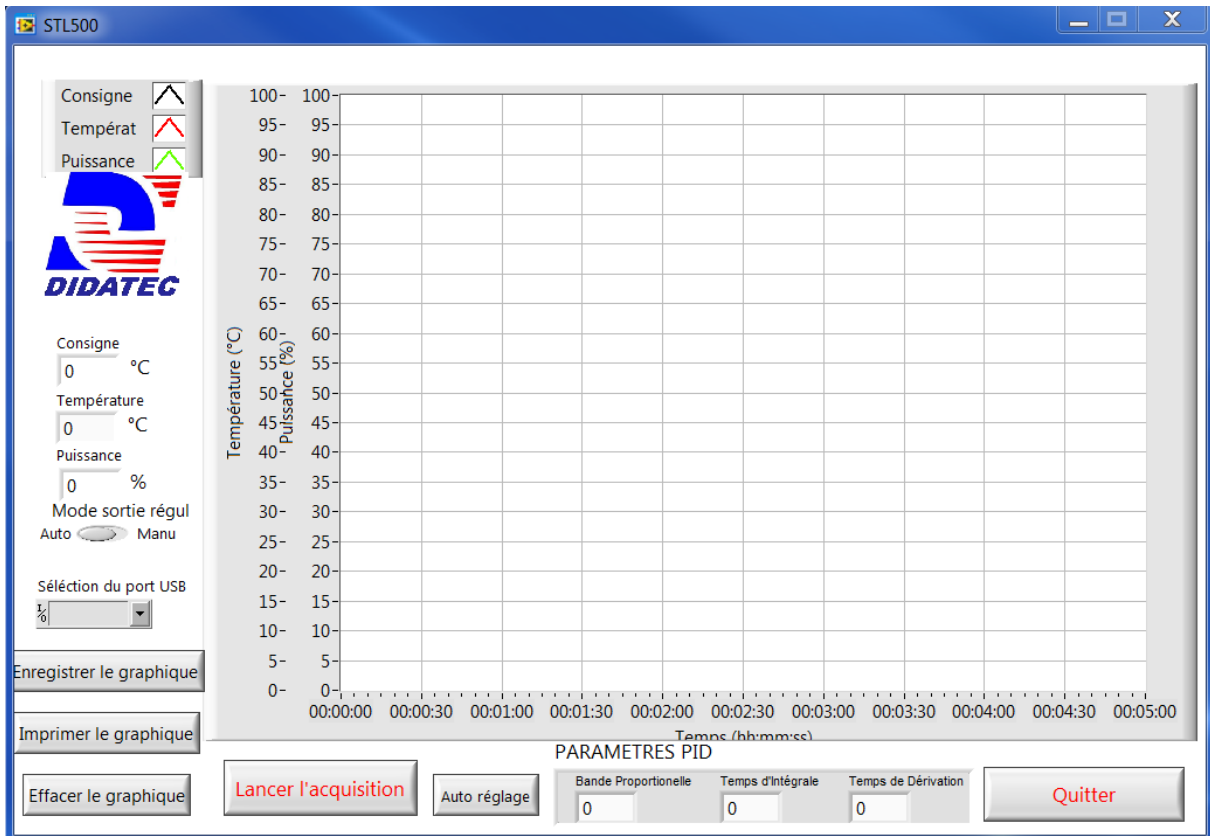 STL500
Consigne
Températ
Puissance
DIDATEC
Consigne
0 °C
Température
0 °C
Puissance
0 %
Mode sortie régul
Auto Manu
Séléction du port USB
I/0
Enregistrer le graphique
Imprimer le graphique
Effacer le graphique
Température (°C)
Puissance (%)
100 100
95 95
90 90
85 85
80 80
75 75
70 70
65 65
60 60
55 55
50 50
45 45
40 40
35 35
30 30
25 25
20 20
15 15
10 10
5 5
0 0
00:00:00 00:00:30 00:01:00 00:01:30 00:02:00 00:02:30 00:03:00 00:03:30 00:04:00 00:04:30 00:05:00
Temps (hh:mm:ss)
Lancer l'acquisition
Auto réglage
PARAMETRES PID
Bande Proportionelle Temps d'Intégrale Temps de Dérivation
0 0 0
Quitter